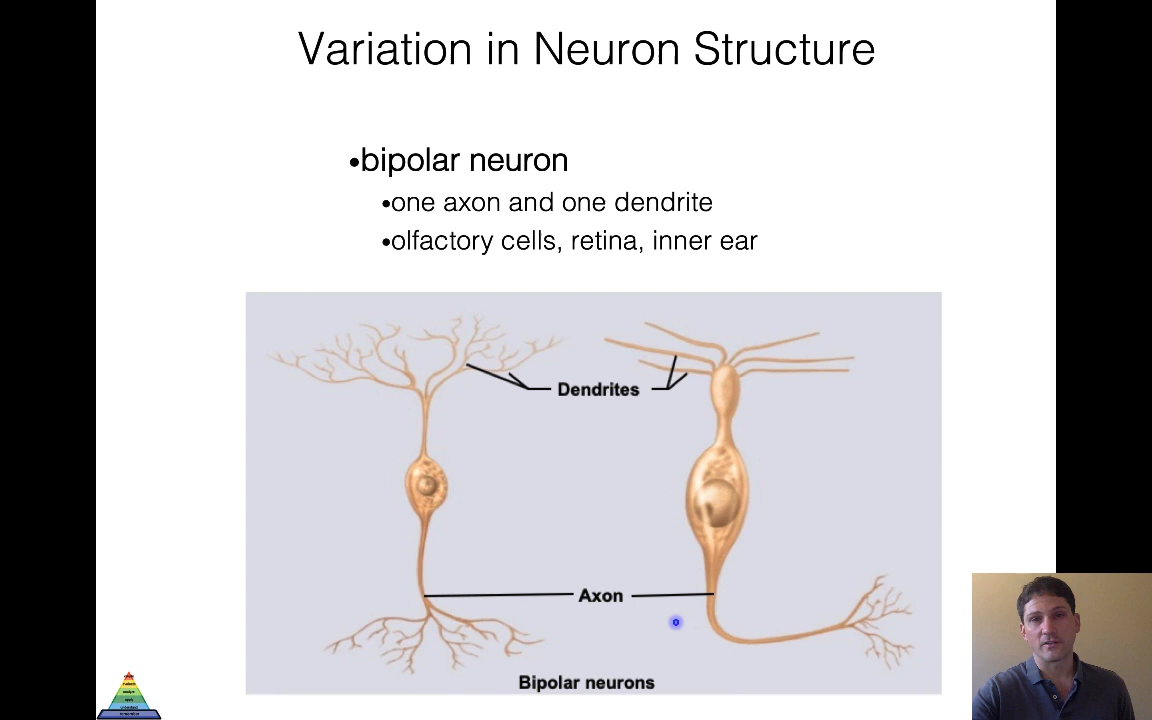 Variation in Neuron Structure
•bipolar neuron
•one axon and one dendrite
•olfactory cells, retina, inner ear
Dendrites
Axon
Bipolar neurons